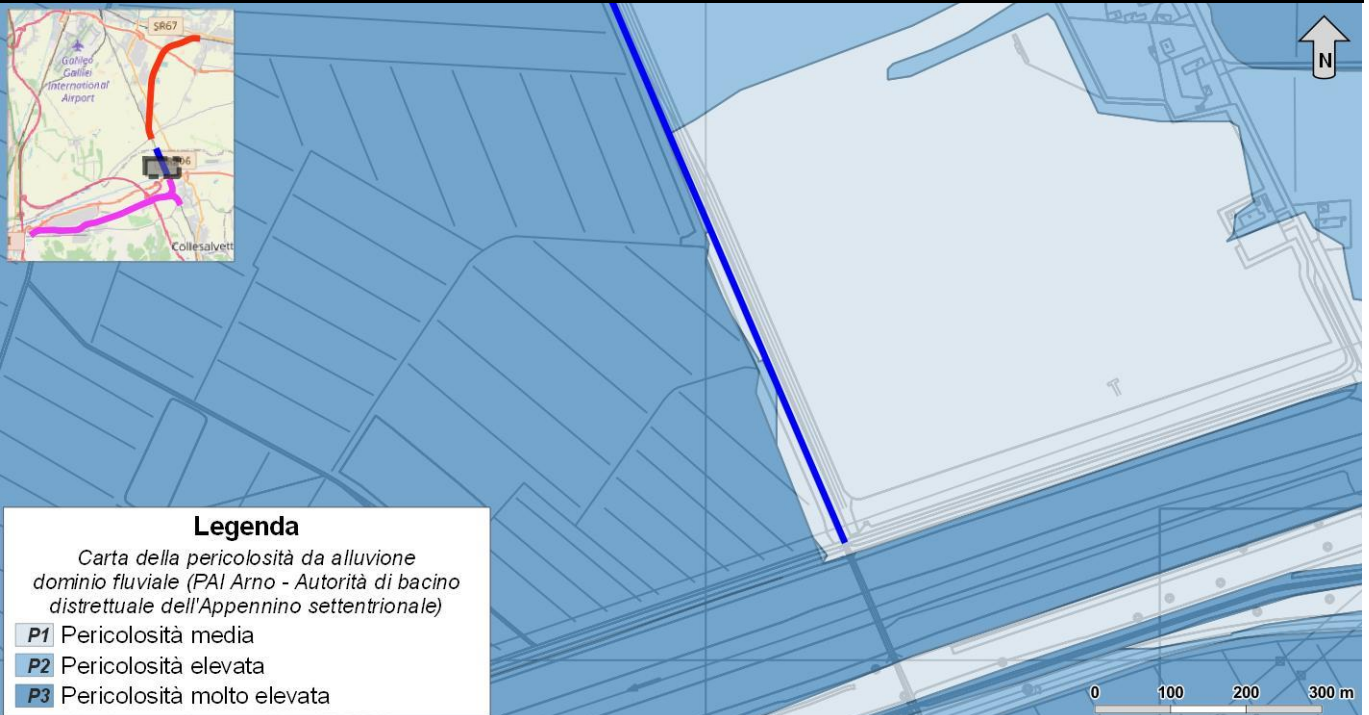 SR67
Galileo
Galilei
International
Airport
Collesalvett
N
Legenda
Carta della pericolosità da alluvione
dominio fluviale (PAI Arno - Autorità di bacino
distrettuale dell'Appennino settentrionale)
P1 Pericolosità media
P2 Pericolosità elevata
P3 Pericolosità molto elevata
0 100 200 300 m